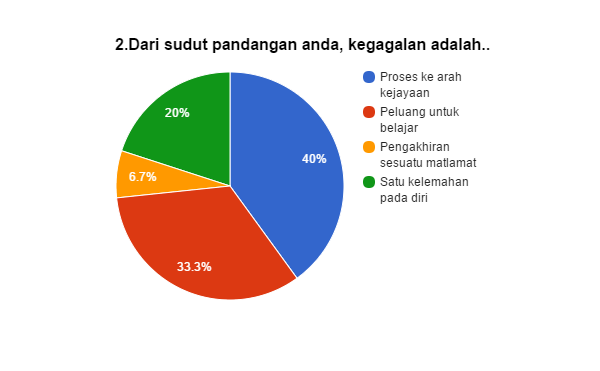 2.Dari sudut pandangan anda, kegagalan adalah..
Proses ke arah
kejayaan
Peluang untuk
belajar
Pengakhiran
sesuatu matlamat
Satu kelemahan
pada diri
20%
40%
6.7%
33.3%